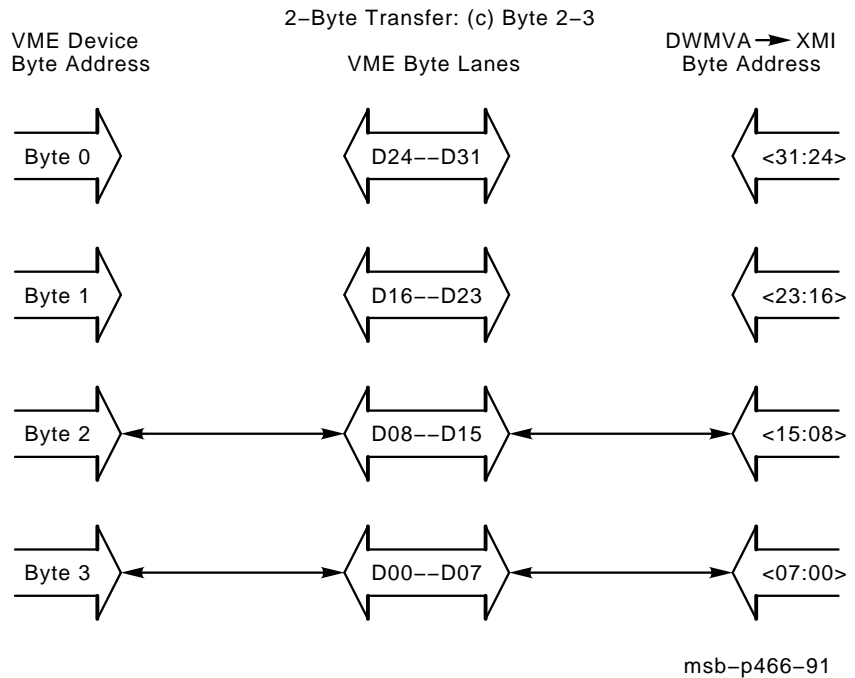 2–Byte Transfer: (c) Byte 2–3
VME Device
Byte Address
VME Byte Lanes
DWMVA → XMI
Byte Address
Byte 0
D24––D31
<31:24>
Byte 1
D16––D23
<23:16>
Byte 2
D08––D15
<15:08>
Byte 3
D00––D07
<07:00>
msb–p466–91